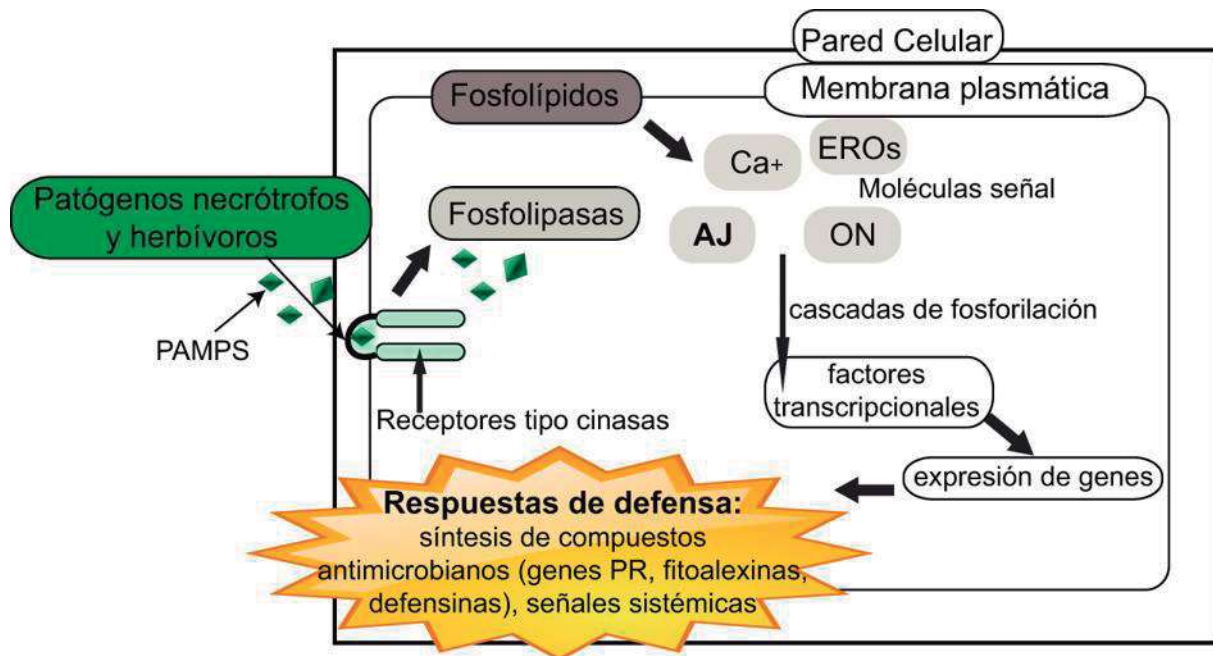 Pared Celular
Membrana plasmática
Fosfolípidos
Ca+
EROs
Moléculas señal
AJ
ON
Patógenos necrótrofos
y herbívoros
Fosfolipasas
PAMPS
Receptores tipo cinasas
cascadas de fosforilación
factores
transcripcionales
expresión de genes
Respuestas de defensa:
síntesis de compuestos
antimicrobianos (genes PR, fitoalexinas,
defensinas), señales sistémicas